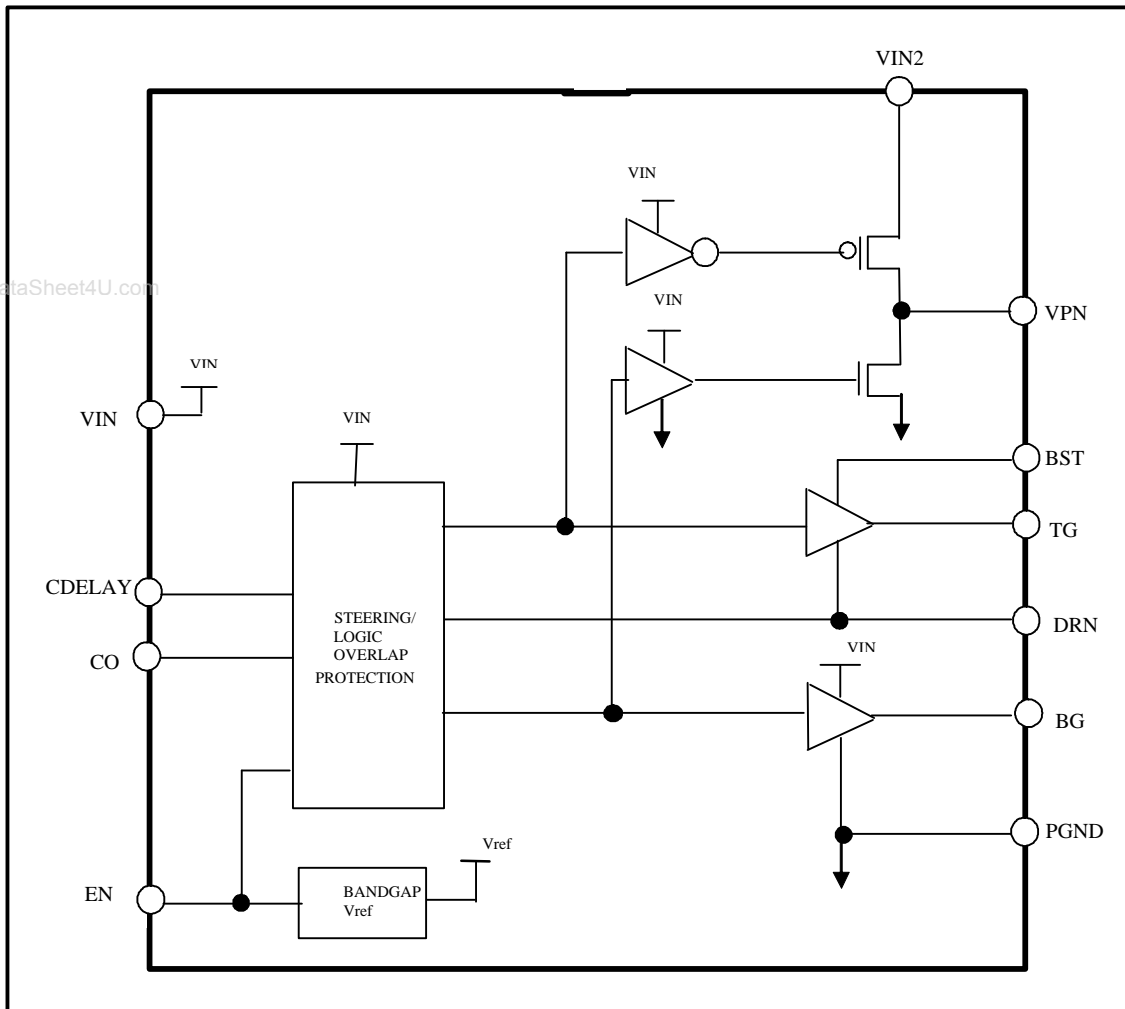 VIN2
VIN
ataSheet4U.com
VIN
VPN
VIN
VIN
VIN
BST
TG
CDELAY
STEERING/
LOGIC
OVERLAP
PROTECTION
DRN
CO
VIN
BG
PGND
Vref
EN
BANDGAP
Vref